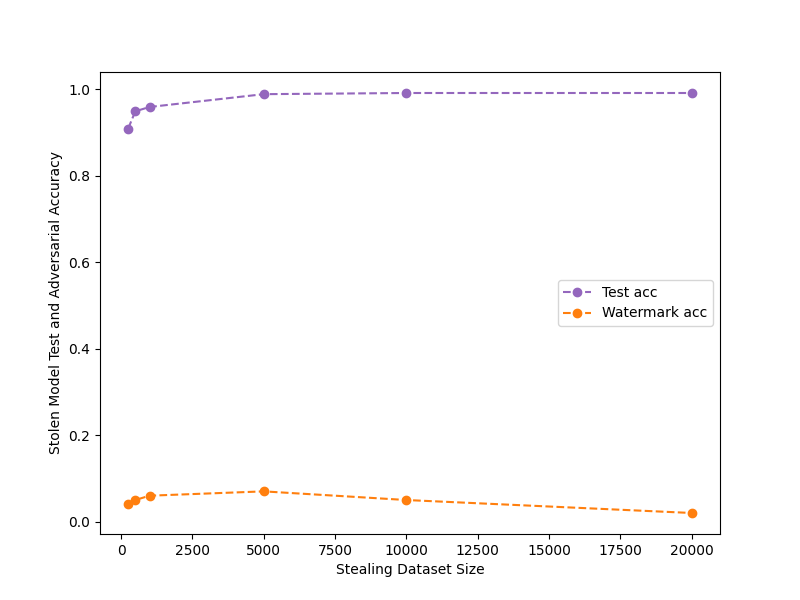 1.0
0.8
0.6
0.4
0.2
0.0
Stolen Model Test and Adversarial Accuracy
Test acc
Watermark acc
0 2500 5000 7500 10000 12500 15000 17500 20000
Stealing Dataset Size